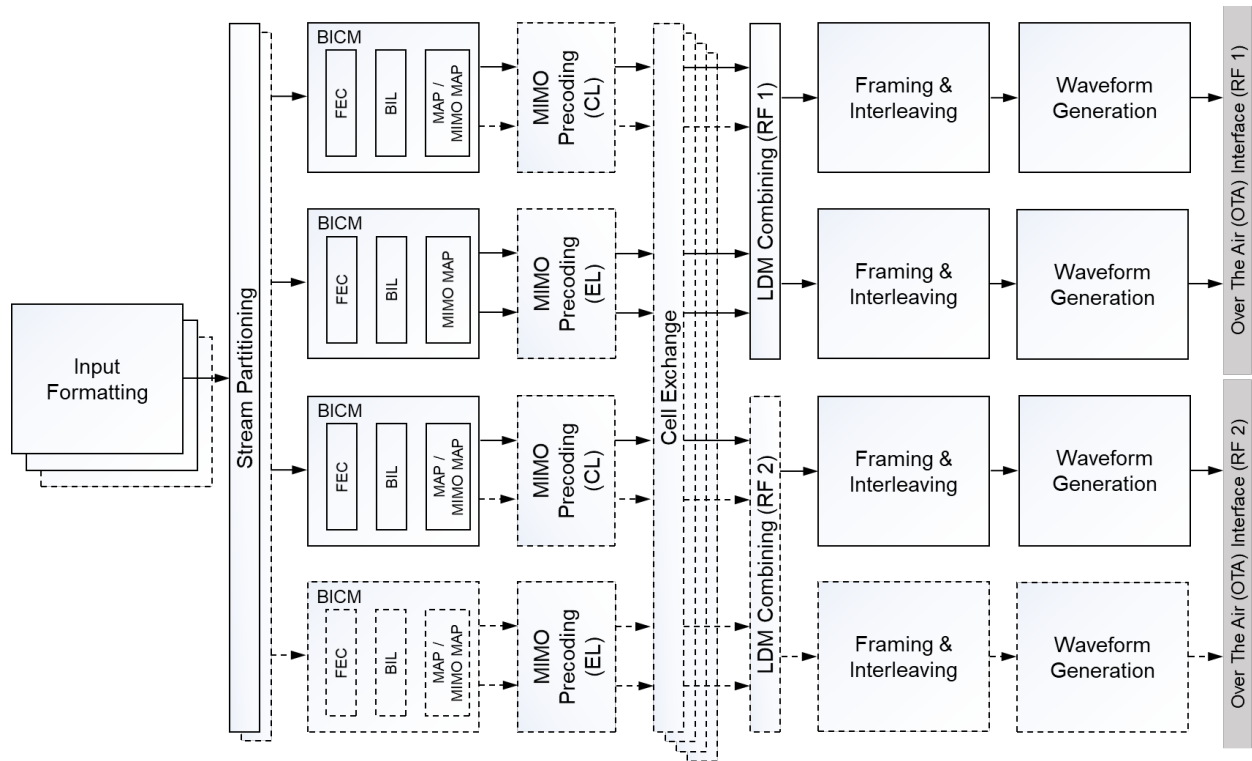 Input
Formatting
Stream Partitioning
BICM
FEC
BIL
MAP /
MIMO MAP
MIMO
Precoding
(CL)
BICM
FEC
BIL
MIMO MAP
MIMO
Precoding
(EL)
BICM
FEC
BIL
MAP /
MIMO MAP
MIMO
Precoding
(CL)
BICM
FEC
BIL
MAP /
MIMO MAP
MIMO
Precoding
(EL)
Cell Exchange
LDM Combining (RF 1)
LDM Combining (RF 2)
Framing &
Interleaving
Waveform
Generation
Framing &
Interleaving
Waveform
Generation
Framing &
Interleaving
Waveform
Generation
Framing &
Interleaving
Waveform
Generation
Over The Air (OTA) Interface (RF 1)
Over The Air (OTA) Interface (RF 2)